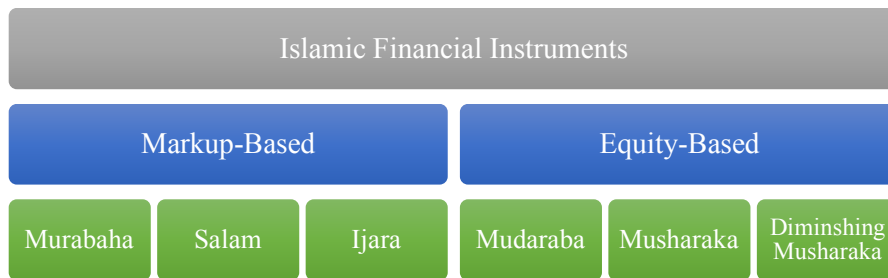 Islamic Financial Instruments
Markup-Based
Equity-Based
Murabaha
Salam
Ijara
Mudaraba
Musharaka
Diminshing
Musharaka